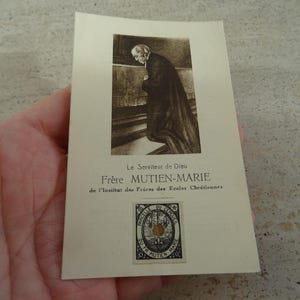 Le Serviteur de Dieu
Frère MUTIEN-MARIE
de l'Institut des Frères des Ecoles Chrétiennes